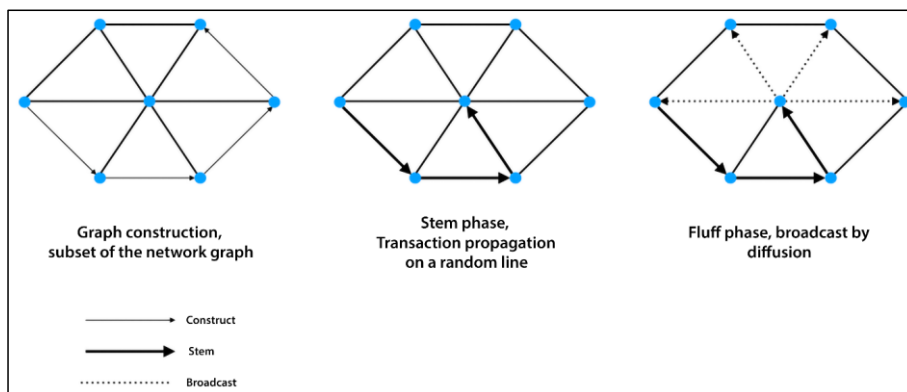 Graph construction,
subset of the network graph
Stem phase,
Transaction propagation
on a random line
Fluff phase, broadcast by
diffusion
Construct
Stem
Broadcast